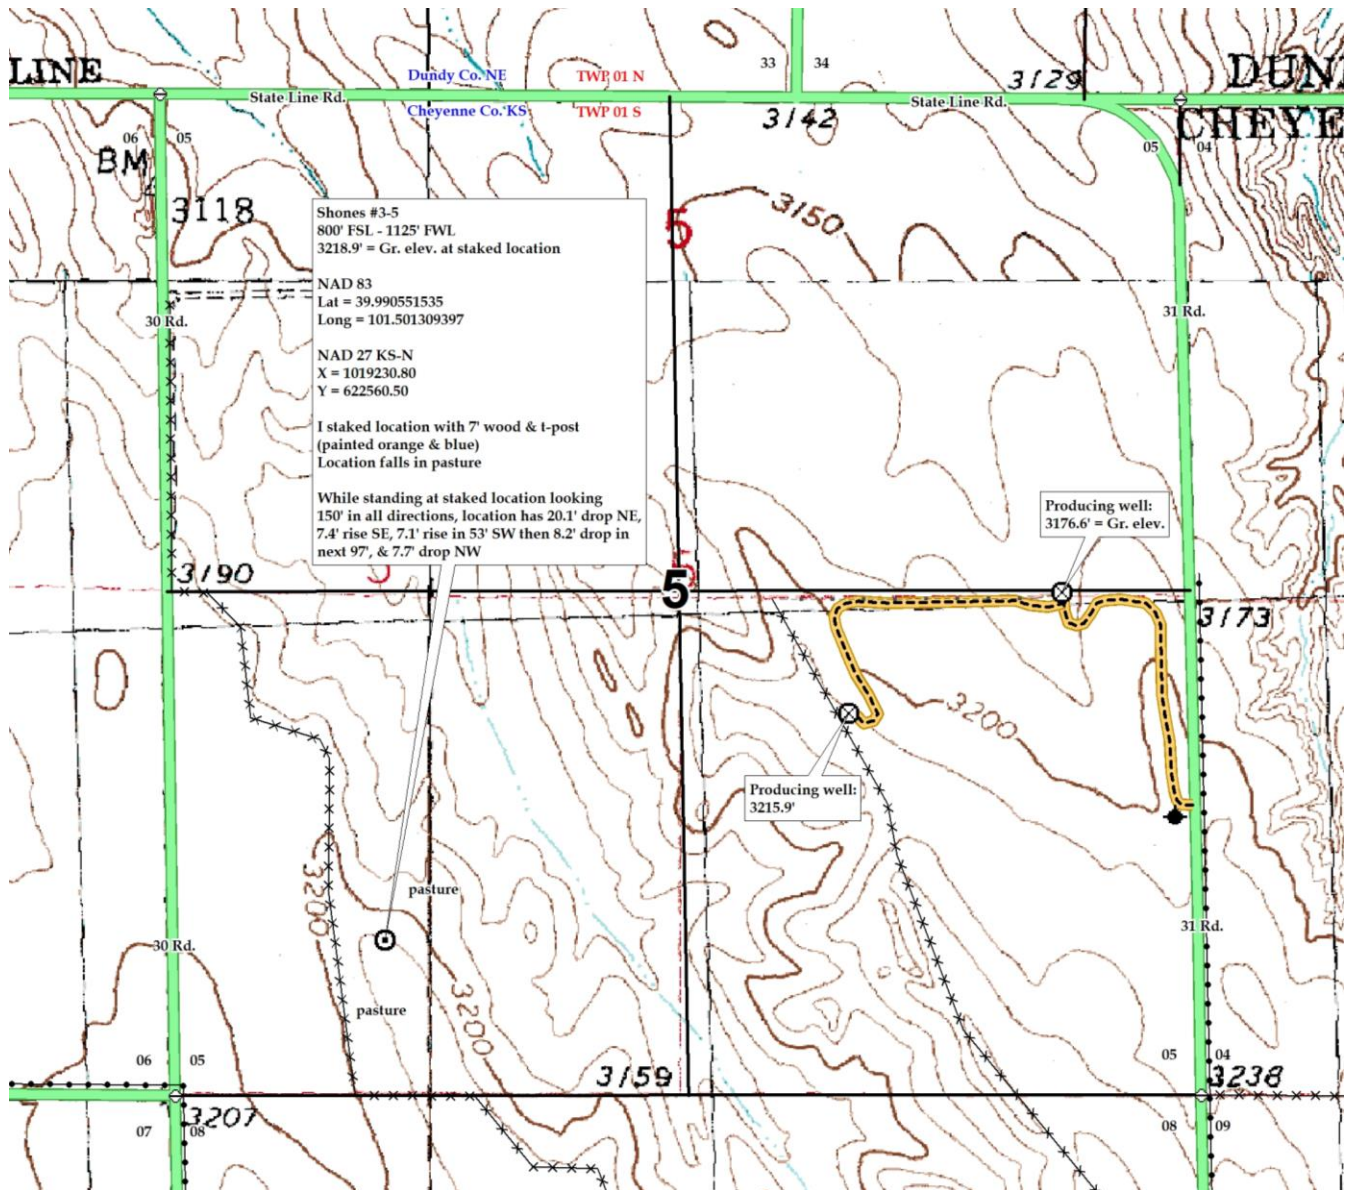 LINE
Dundy Co. NE
TWP 01 N
33
34
3129
DUN
State Line Rd.
State Line Rd.
Cheyenne Co. KS
TWP 01 S
3142
CHEYE
06
05
05
04
BM
3118
3150
5
Shones #3-5
800' FSL - 1125' FWL
3218.9' = Gr. elev. at staked location
NAD 83
Lat = 39.990551535
Long = 101.501309397
NAD 27 KS-N
X = 1019230.80
Y = 622560.50
I staked location with 7' wood & t-post
(painted orange & blue)
Location falls in pasture
While standing at staked location looking
150' in all directions, location has 20.1' drop NE,
7.4' rise SE, 7.1' rise in 53' SW then 8.2' drop in
next 97', & 7.7' drop NW
30 Rd.
31 Rd.
Producing well:
3176.6' = Gr. elev.
3190
5
3173
3200
Producing well:
3215.9'
3200
pasture
30 Rd.
31 Rd.
pasture
3200
06
05
05
04
3159
3238
3207
07
08
08
09